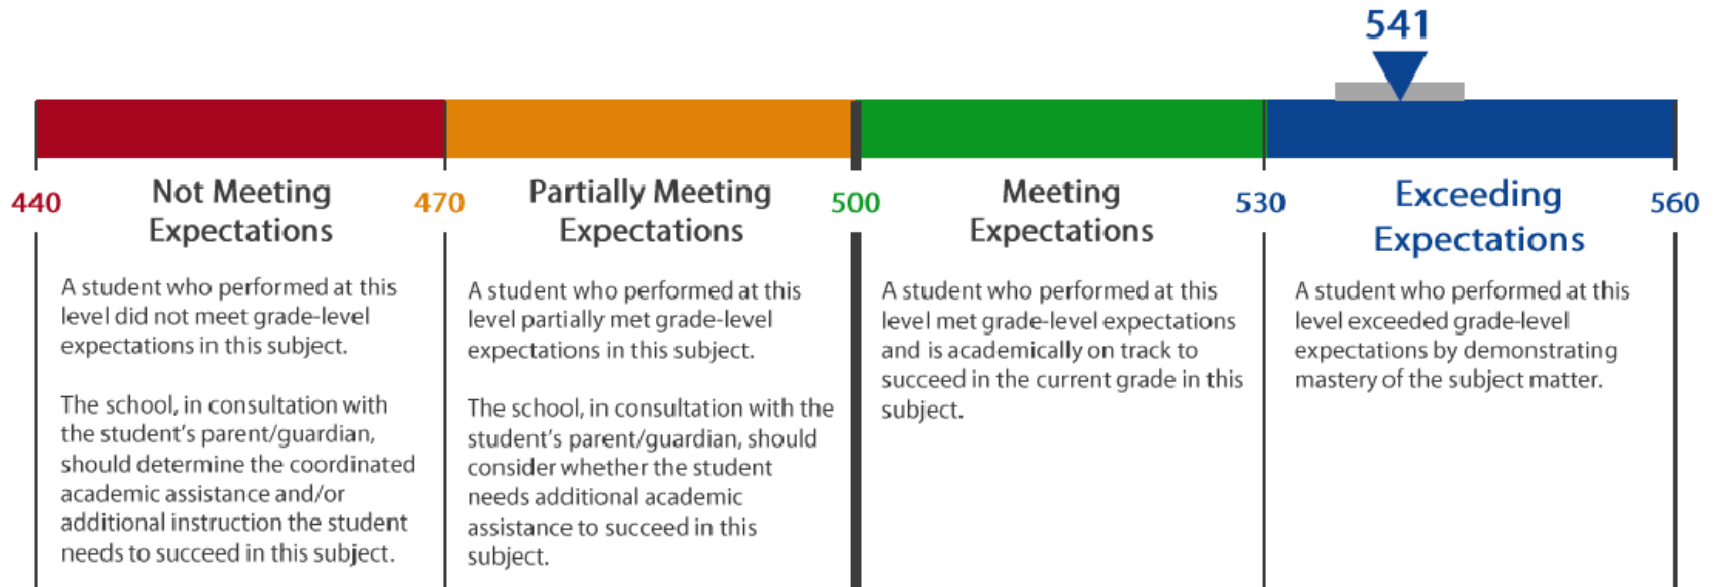 541
440
Not Meeting
Expectations
470
Partially Meeting
Expectations
500
Meeting
Expectations
530
Exceeding
Expectations
560
A student who performed at this
level did not meet grade-level
expectations in this subject.
The school, in consultation with
the student's parent/guardian,
should determine the coordinated
academic assistance and/or
additional instruction the student
needs to succeed in this subject.
A student who performed at this
level partially met grade-level
expectations in this subject.
The school, in consultation with the
student's parent/guardian, should
consider whether the student
needs additional academic
assistance to succeed in this
subject.
A student who performed at this
level met grade-level expectations
and is academically on track to
succeed in the current grade in this
subject.
A student who performed at this
level exceeded grade-level
expectations by demonstrating
mastery of the subject matter.